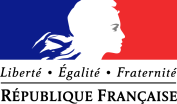 Liberté • Égalité • Fraternité
RÉPUBLIQUE FRANÇAISE